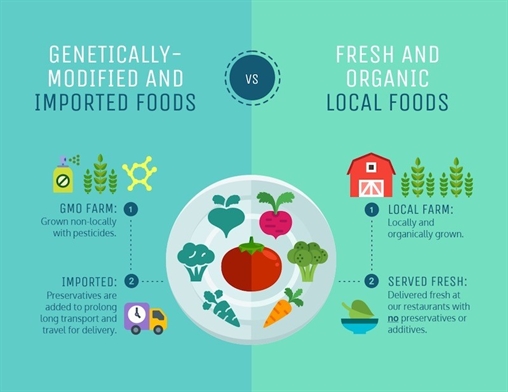 GENETICALLY-
MODIFIED AND
IMPORTED FOODS
VS
FRESH AND
ORGANIC
LOCAL FOODS
GMO FARM:
1
Grown non-locally
with pesticides.
IMPORTED:
2
Preservatives
are added to prolong
long transport and
travel for delivery.
1
LOCAL FARM:
Locally and
organically grown.
2
SERVED FRESH:
Delivered fresh at
our restaurants with
no preservatives or
additives.